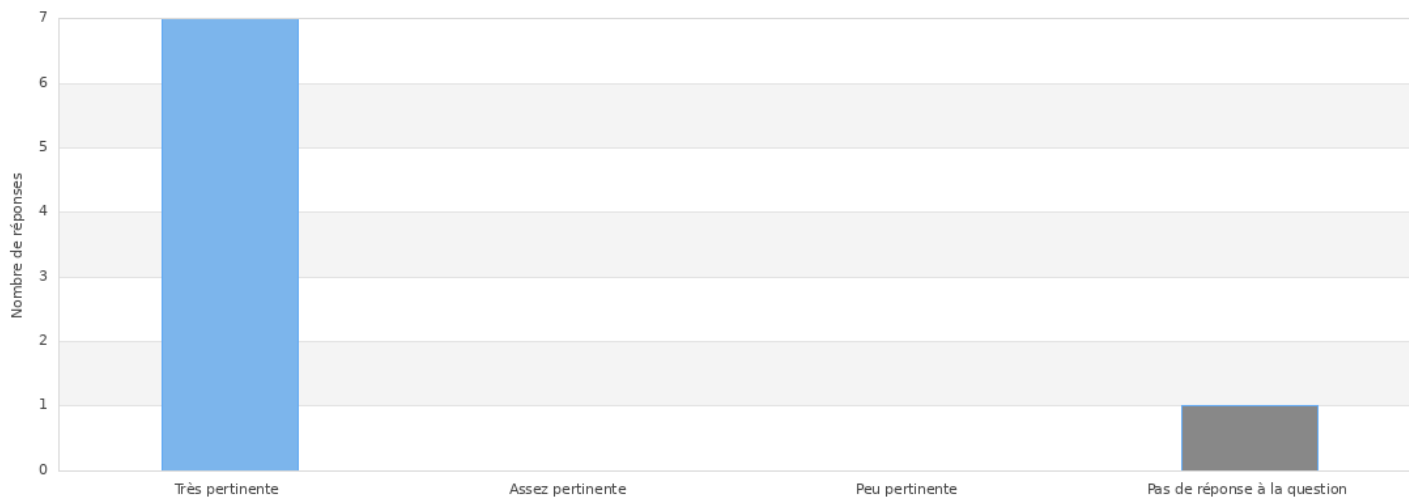 Nombre de réponses
7
6
5
4
3
2
1
0
Très pertinente
Assez pertinente
Peu pertinente
Pas de réponse à la question